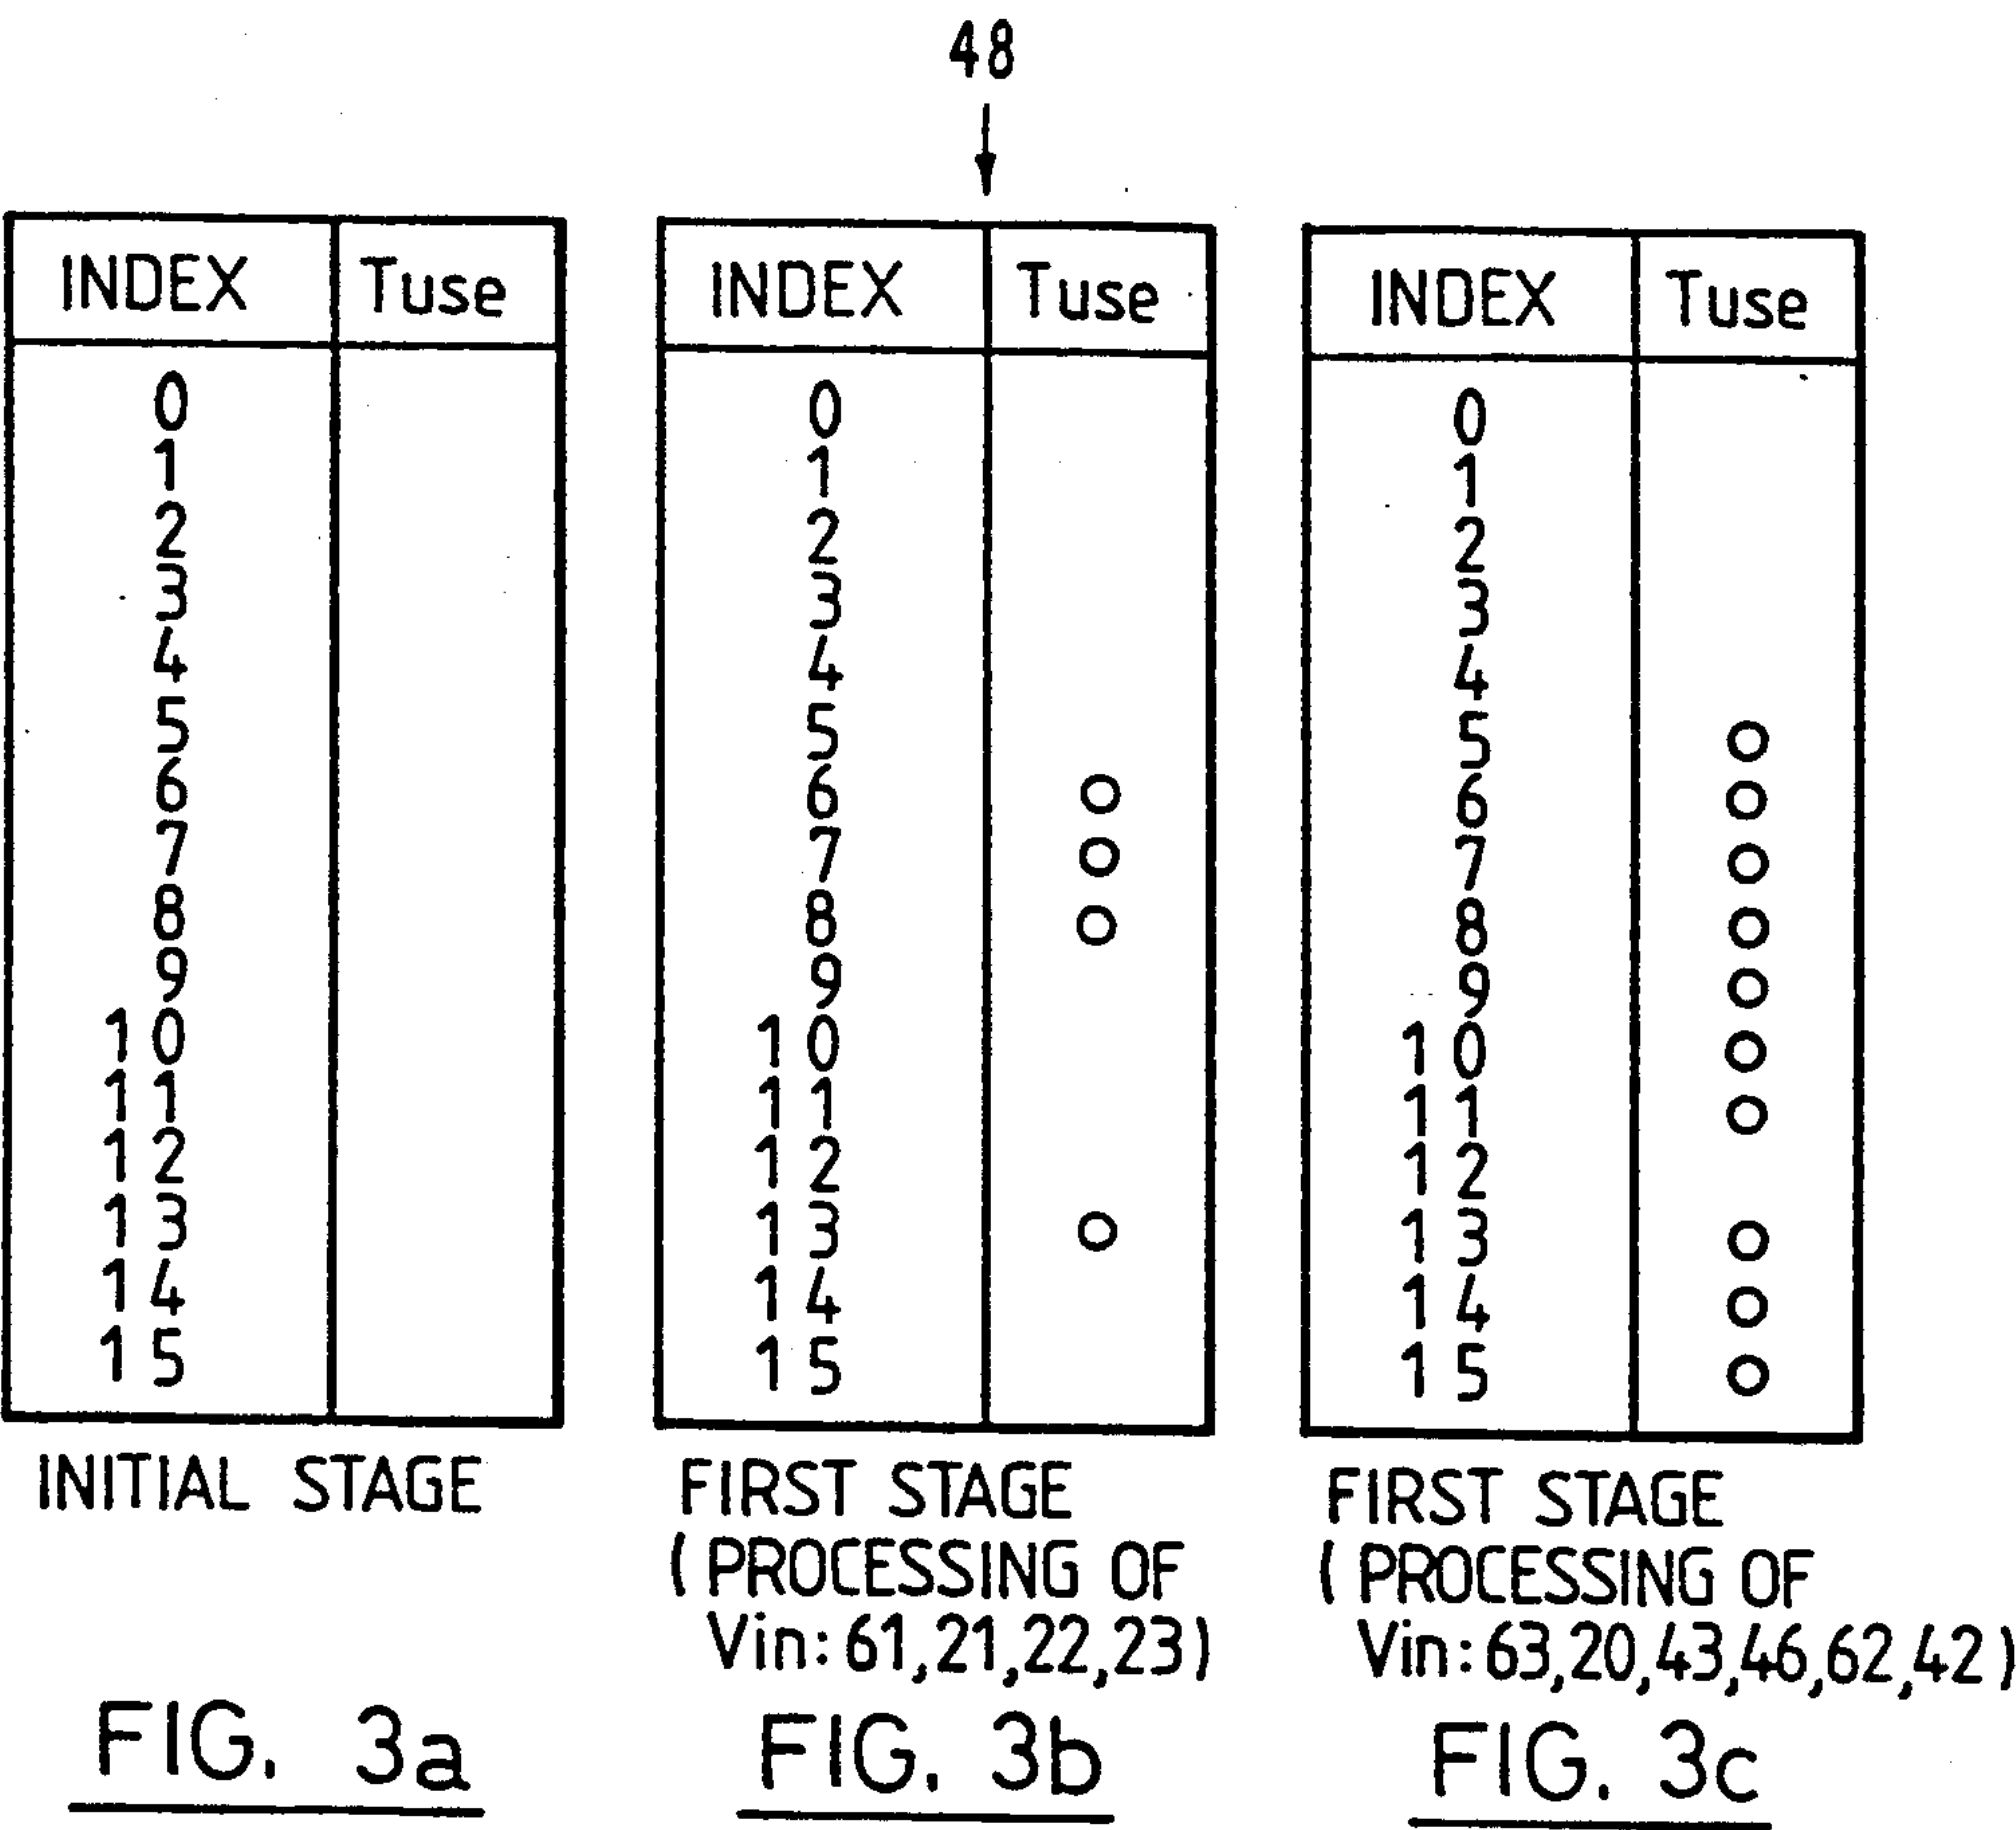 48
INDEX Tuse
0
1
2
3
4
5
6
7
8
9
10
11
12
13
14
15
INITIAL STAGE
FIG. 3a
INDEX Tuse
0
1
2
3
4
5
6 O
7 O
8 O
9
10
11
12
13 O
14
15
FIRST STAGE
(PROCESSING OF
Vin: 61,21,22,23)
FIG. 3b
INDEX Tuse
0
1
2
3
4
5 O
6 O
7 O
8 O
9 O
10 O
11 O
12
13 O
14 O
15 O
FIRST STAGE
(PROCESSING OF
Vin: 63,20,43,46,62,42)
FIG. 3c